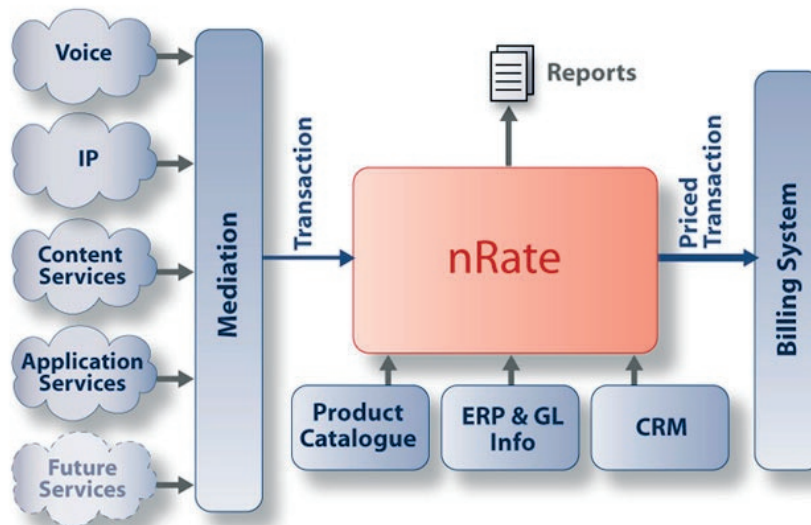 Voice
IP
Content
Services
Application
Services
Future
Services
Mediation
Transaction
Reports
nRate
Product
Catalogue
ERP & GL
Info
CRM
Priced
Transaction
Billing System